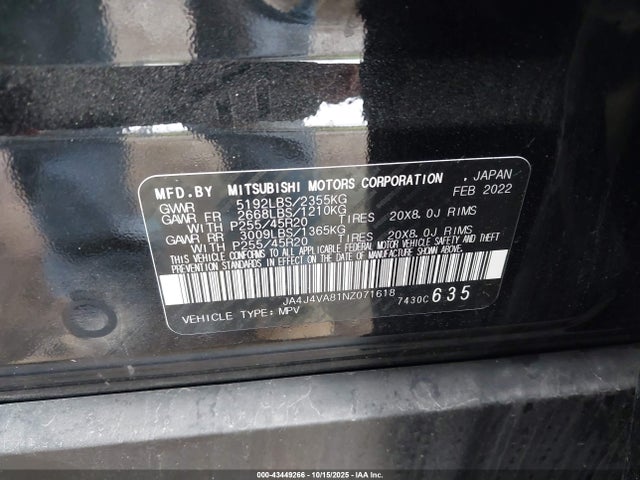 MFD.BY MITSUBISHI MOTORS CORPORATION , JAPAN
FEB 2022
GVWR 5192LBS/2355KG
GAWR FR 2668LBS/1210KG
WITH P255/45R20 TIRES 20X8.0J RIMS
GAWR RR 3009LBS/1365KG
WITH P255/45R20 TIRES 20X8.0J RIMS
THIS VEHICLE CONFORMS TO ALL APPLICABLE FEDERAL MOTOR VEHICLE SAFETY AND THEFT
PREVENTION STANDARDS IN EFFECT ON THE DATE OF MANUFACTURE SHOWN ABOVE.
JA4J4VA81NZ071618
7430C 635
VEHICLE TYPE: MPV
000-43449266 - 10/15/2025 - IAAI.COM